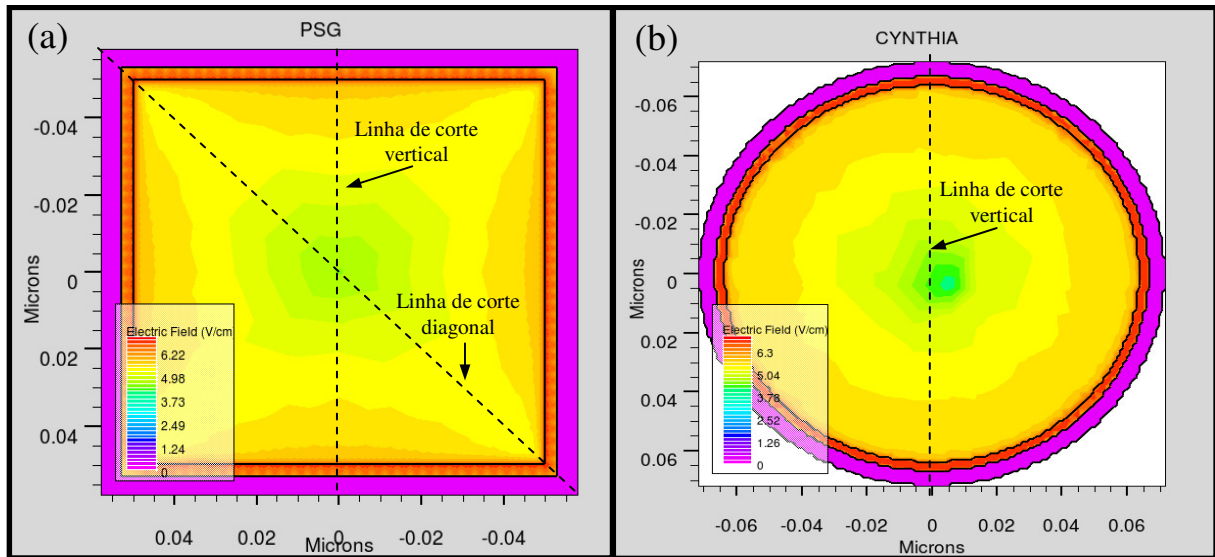 (a)
PSG
Linha de corte
vertical
Linha de corte
diagonal
-0.04
-0.02
0
0.02
0.04
Microns
Electric Field (V/cm
6.22
4.98
3.73
2.49
1.24
0
0.04
0.02
0
-0.02
-0.04
Microns
(b)
CYNTHIA
Linha de corte
vertical
-0.06
-0.04
-0.02
0
0.02
0.04
0.06
Microns
Electric Field (V/cm)
6.3
5.04
3.78
2.52
1.26
0
-0.06
-0.04
-0.02
0
0.02
0.04
0.06
Microns